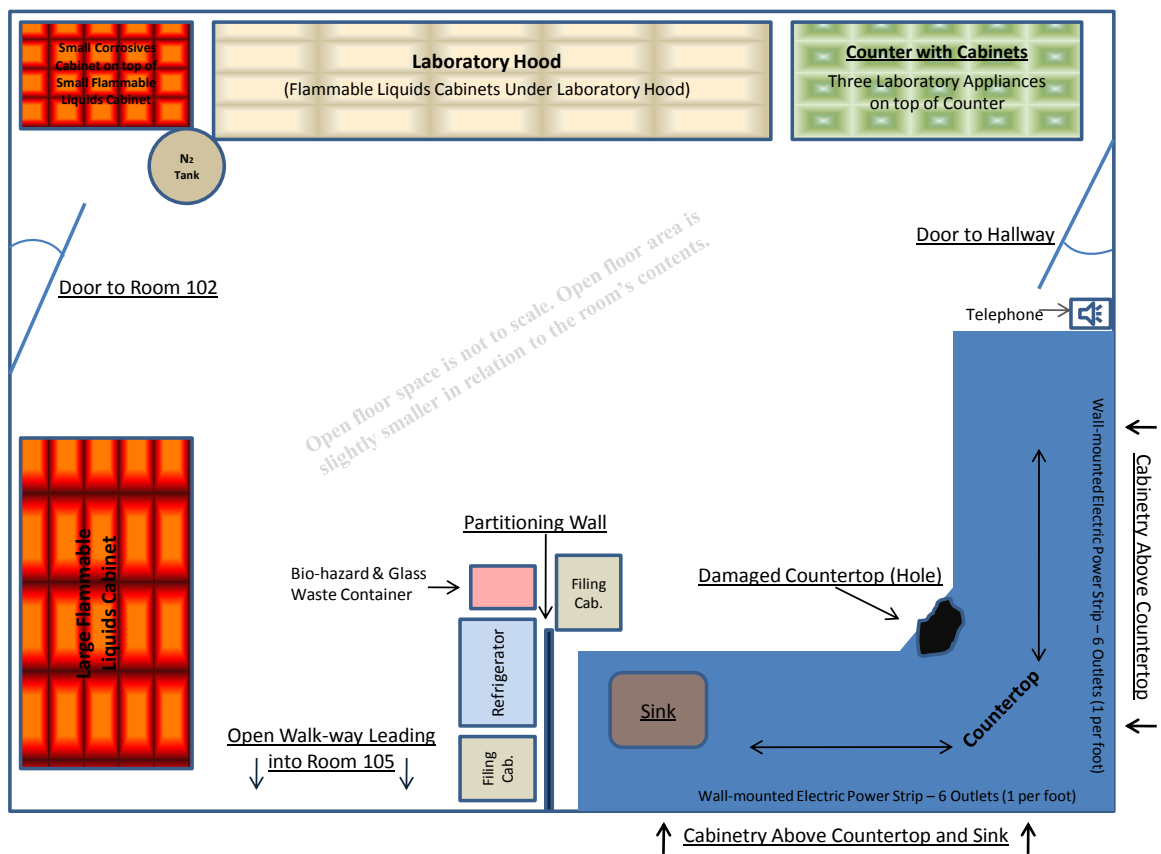 Small Corrosives
Cabinet on top of
Small Flammable
Liquids Cabinet
Laboratory Hood
(Flammable Liquids Cabinets Under Laboratory Hood)
Counter with Cabinets
Three Laboratory Appliances
on top of Counter
N2
Tank
Door to Room 102
Open floor space is not to scale. Open floor area is
slightly smaller in relation to the room's contents.
Door to Hallway
Telephone
Wall-mounted Electric Power Strip – 6 Outlets (1 per foot)
Cabinetry Above Countertop
Large Flammable
Liquids Cabinet
Partitioning Wall
Bio-hazard & Glass
Waste Container
Filing
Cab.
Damaged Countertop (Hole)
Refrigerator
Sink
Countertop
Open Walk-way Leading
into Room 105
Filing
Cab.
Wall-mounted Electric Power Strip – 6 Outlets (1 per foot)
Cabinetry Above Countertop and Sink